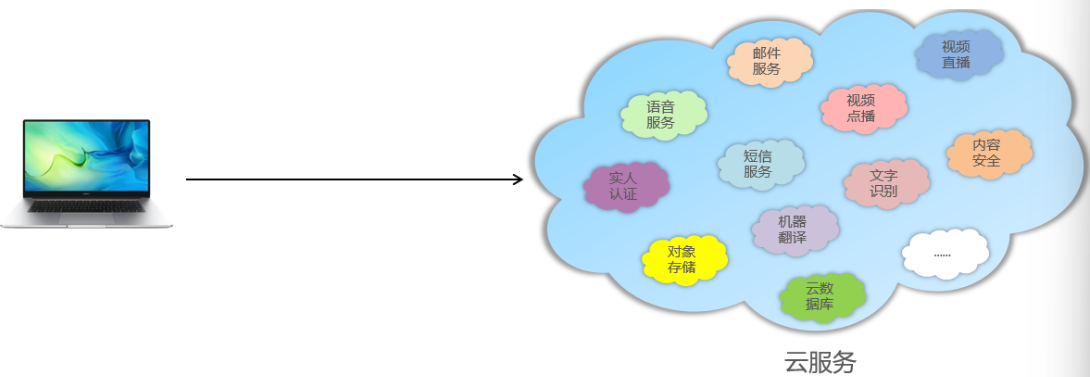 邮件
服务
视频
直播
语音
服务
视频
点播
内容
安全
短信
服务
实人
认证
文字
识别
机器
翻译
对象
存储
......
云数
据库
云服务